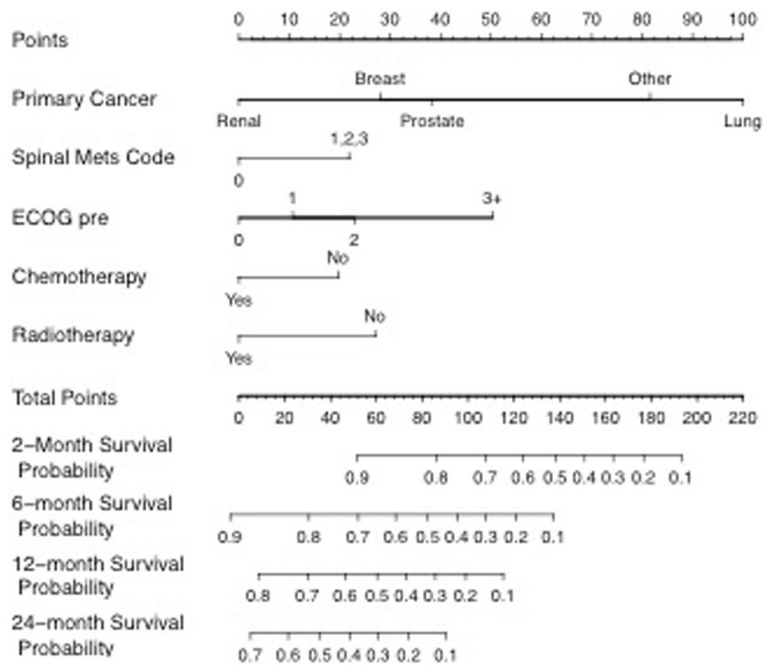 0 10 20 30 40 50 60 70 80 90 100
Points
Breast Other
Primary Cancer
Renal Prostate Lung
1,2,3
Spinal Mets Code
0
1 3+
ECOG pre
0 2
No
Chemotherapy
Yes
No
Radiotherapy
Yes
Total Points
0 20 40 60 80 100 120 140 160 180 200 220
2-Month Survival
Probability
0.9 0.8 0.7 0.6 0.5 0.4 0.3 0.2 0.1
6-month Survival
Probability
0.9 0.8 0.7 0.6 0.5 0.4 0.3 0.2 0.1
12-month Survival
Probability
0.8 0.7 0.6 0.5 0.4 0.3 0.2 0.1
24-month Survival
Probability
0.7 0.6 0.5 0.4 0.3 0.2 0.1